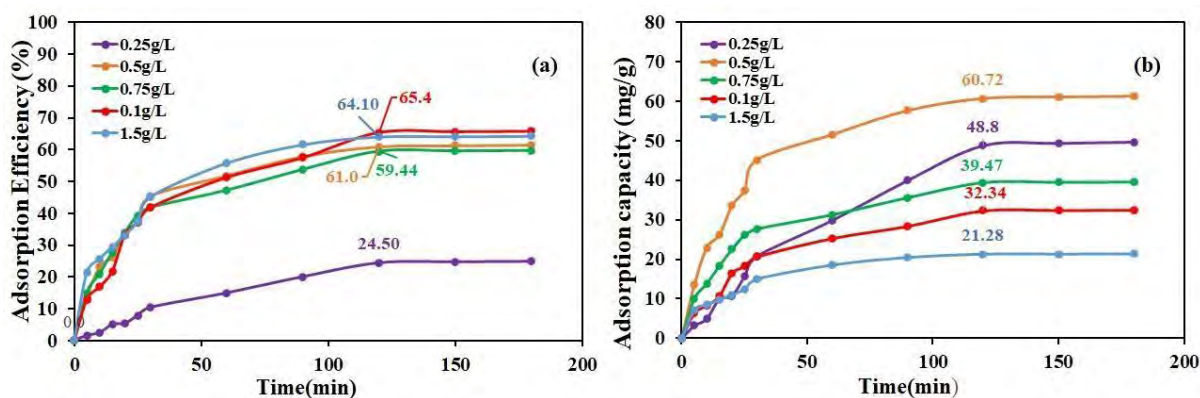 Adsorption Efficiency (%)
100
90
80
70
60
50
40
30
20
10
0
0.25g/L
0.5g/L
0.75g/L
0.1g/L
1.5g/L
(a)
64.10
65.4
61.0
59.44
24.50
0 50 100 150 200
Time(min)
Adsorption capacity (mg/g)
80
70
60
50
40
30
20
10
0
0.25g/L
0.5g/L
0.75g/L
0.1g/L
1.5g/L
(b)
60.72
48.8
39.47
32.34
21.28
0 50 100 150 200
Time(min)